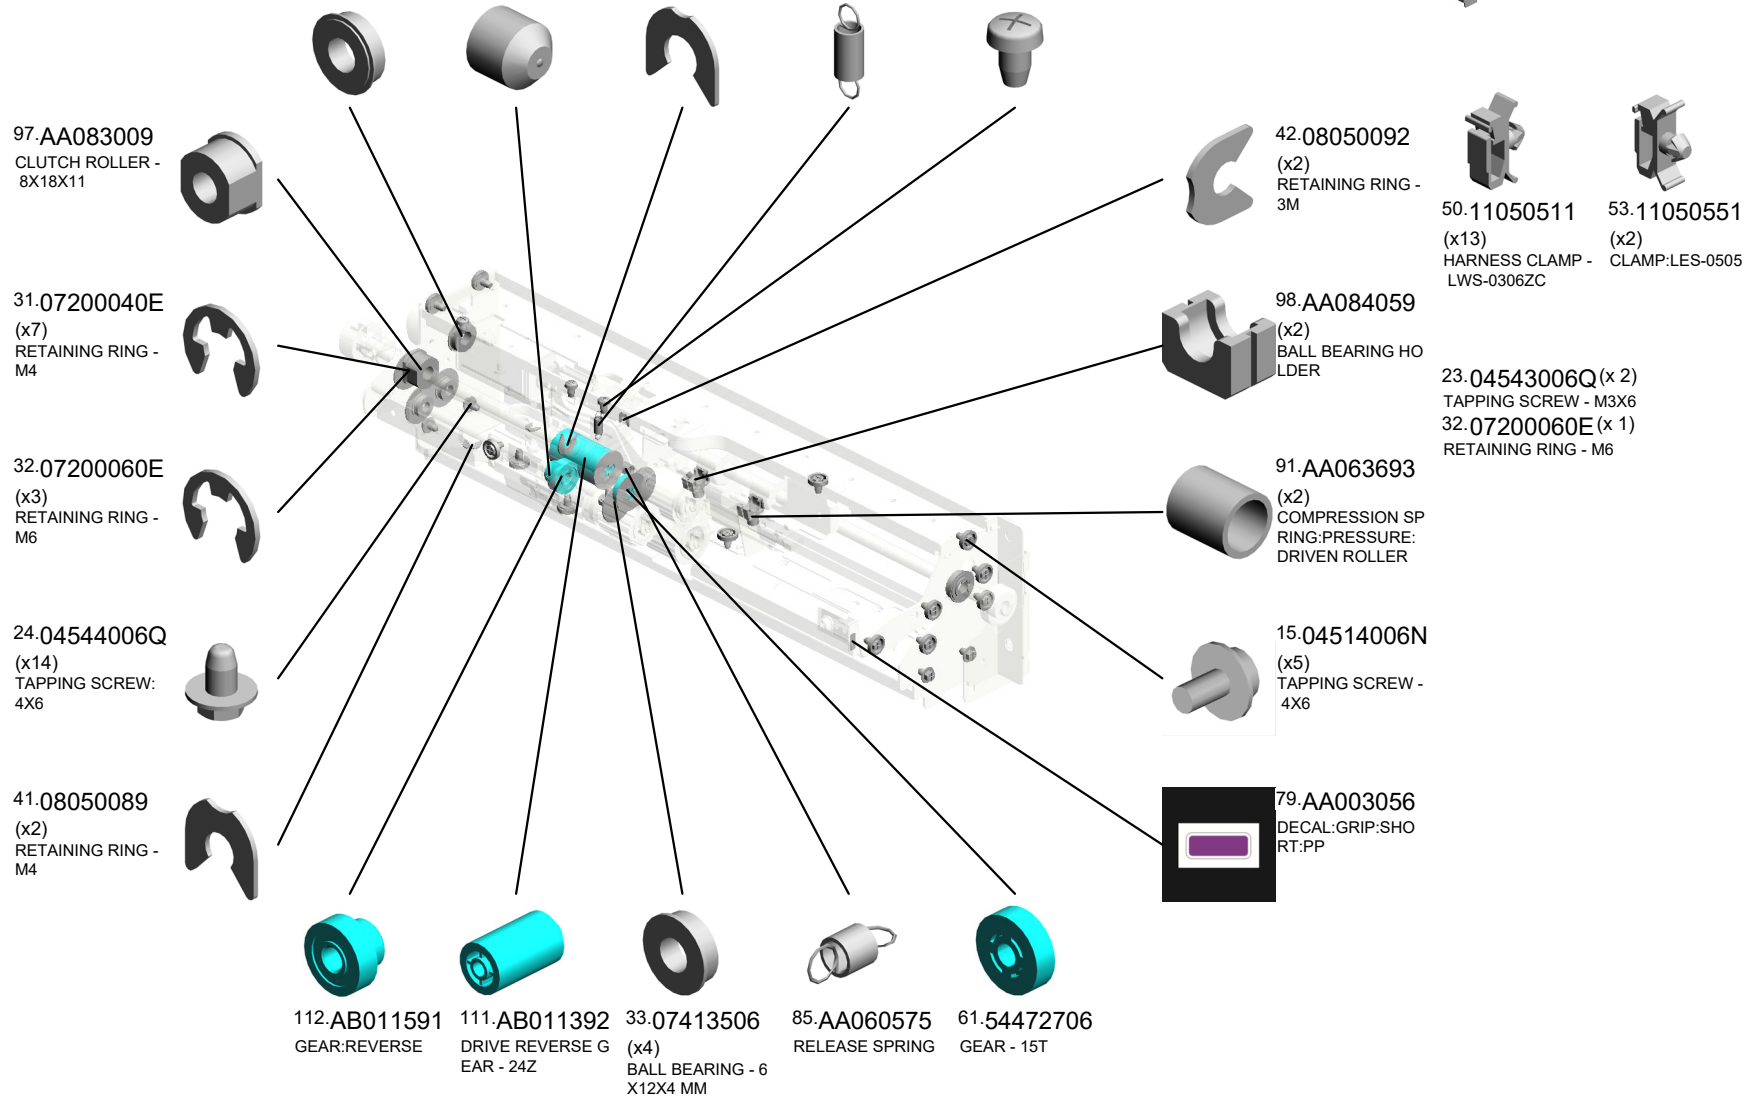 97.AA083009
CLUTCH ROLLER -
8X18X11
31.07200040E
(x7)
RETAINING RING -
M4
32.07200060E
(x3)
RETAINING RING -
M6
24.04544006Q
(x14)
TAPPING SCREW:
4X6
41.08050089
(x2)
RETAINING RING -
M4
42.08050092
(x2)
RETAINING RING -
3M
98.AA084059
(x2)
BALL BEARING HO
LDER
91.AA063693
(x2)
COMPRESSION SP
RING:PRESSURE:
DRIVEN ROLLER
15.04514006N
(x5)
TAPPING SCREW -
4X6
79.AA003056
DECAL:GRIP:SHO
RT:PP
50.11050511
(x13)
HARNESS CLAMP -
LWS-0306ZC
53.11050551
(x2)
CLAMP:LES-0505
23.04543006Q(x 2)
TAPPING SCREW - M3X6
32.07200060E(x 1)
RETAINING RING - M6
112.AB011591
GEAR:REVERSE
111.AB011392
DRIVE REVERSE G
EAR - 24Z
33.07413506
(x4)
BALL BEARING - 6
X12X4 MM
85.AA060575
RELEASE SPRING
61.54472706
GEAR - 15T